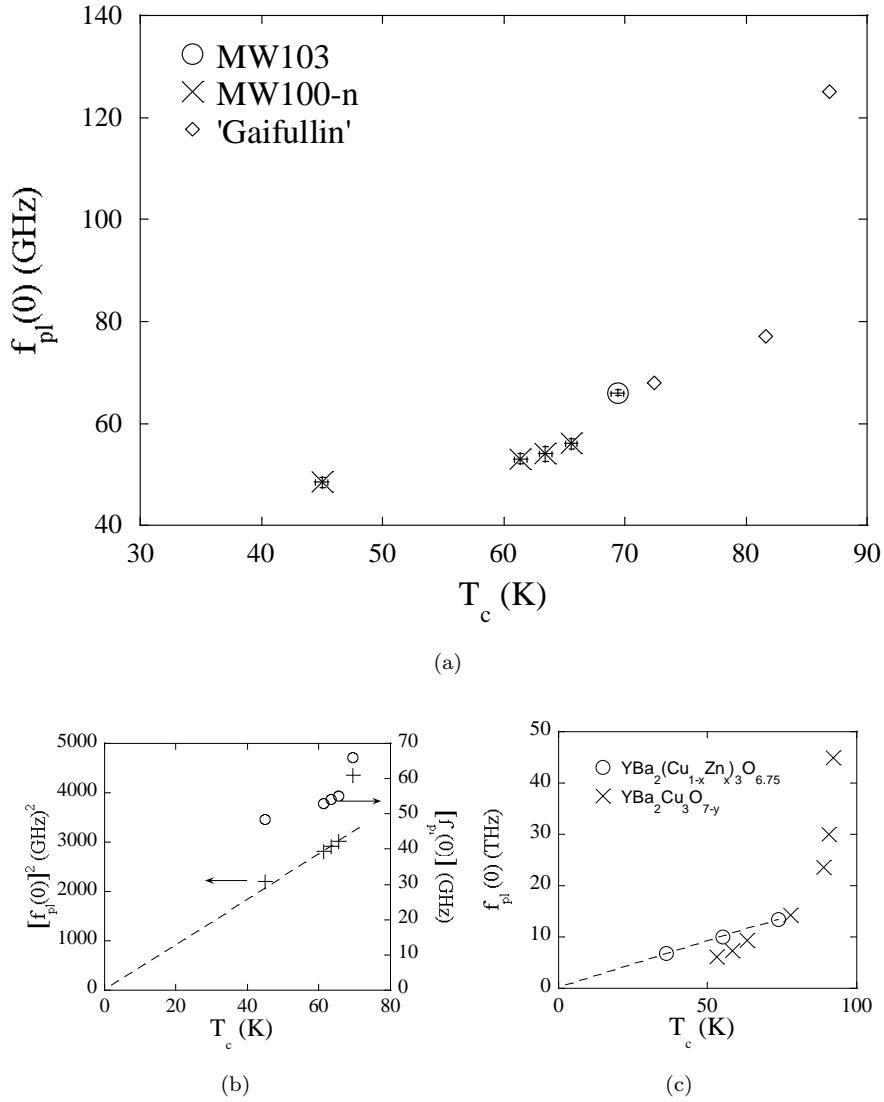 140
120
100
80
60
40
30 40 50 60 70 80 90
f_pl(0) (GHz)
T_c (K)
MW103
MW100-n
'Gaifullin'
(a)
5000
4000
3000
2000
1000
0
[f_pl(0)]² (GHz)²
70
60
50
40
30
20
10
0
[f_pl(0)] (GHz)
0 20 40 60 80
T_c (K)
(b)
50
40
30
20
10
0
f_pl (0) (THz)
YBa₂(Cu₁₋ₓZnₓ)₃O₆.₇₅
YBa₂Cu₃O_7-y
0 50 100
T_c (K)
(c)